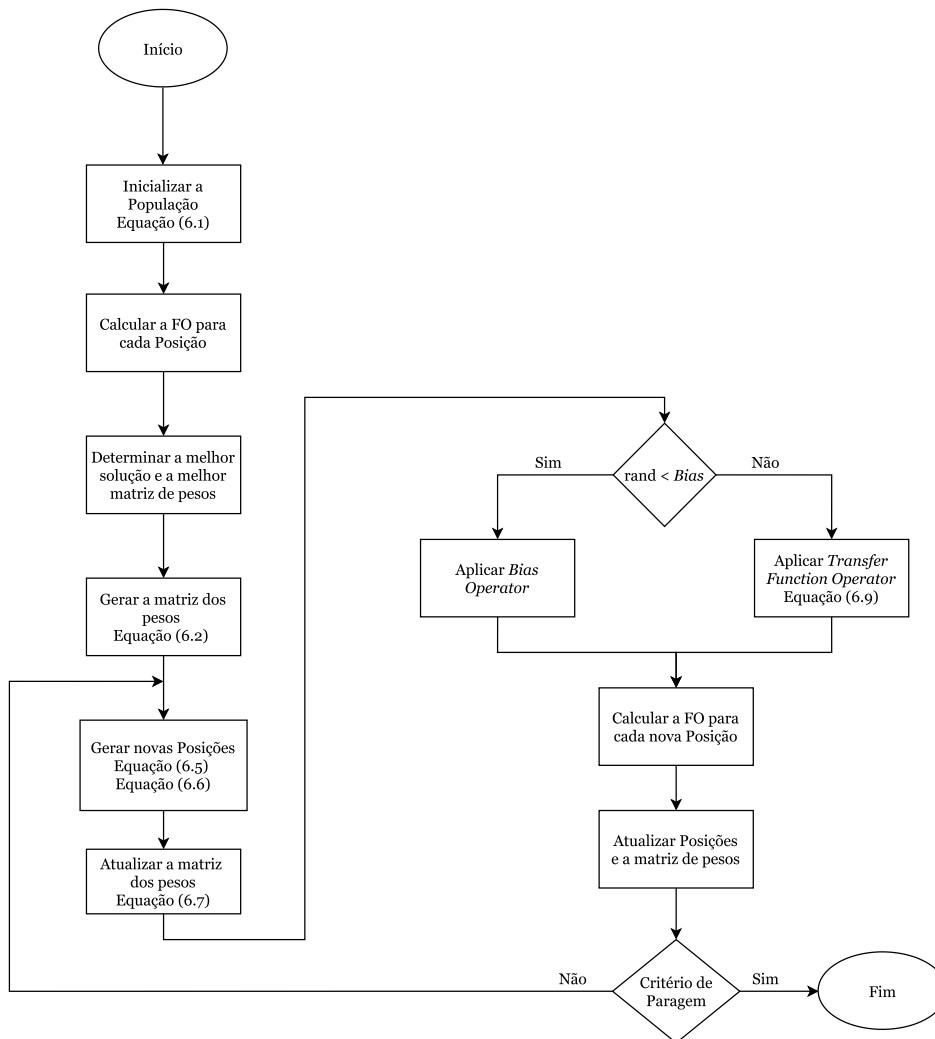 Início
Inicializar a
População
Equação (6.1)
Calcular a FO para
cada Posição
Determinar a melhor
solução e a melhor
matriz de pesos
Gerar a matriz dos
pesos
Equação (6.2)
Gerar novas Posições
Equação (6.5)
Equação (6.6)
Atualizar a matriz
dos pesos
Equação (6.7)
rand < Bias
Sim
Não
Aplicar Bias
Operator
Aplicar Transfer
Function Operator
Equação (6.9)
Calcular a FO para
cada nova Posição
Atualizar Posições
e a matriz de pesos
Critério de
Paragem
Não
Sim
Fim